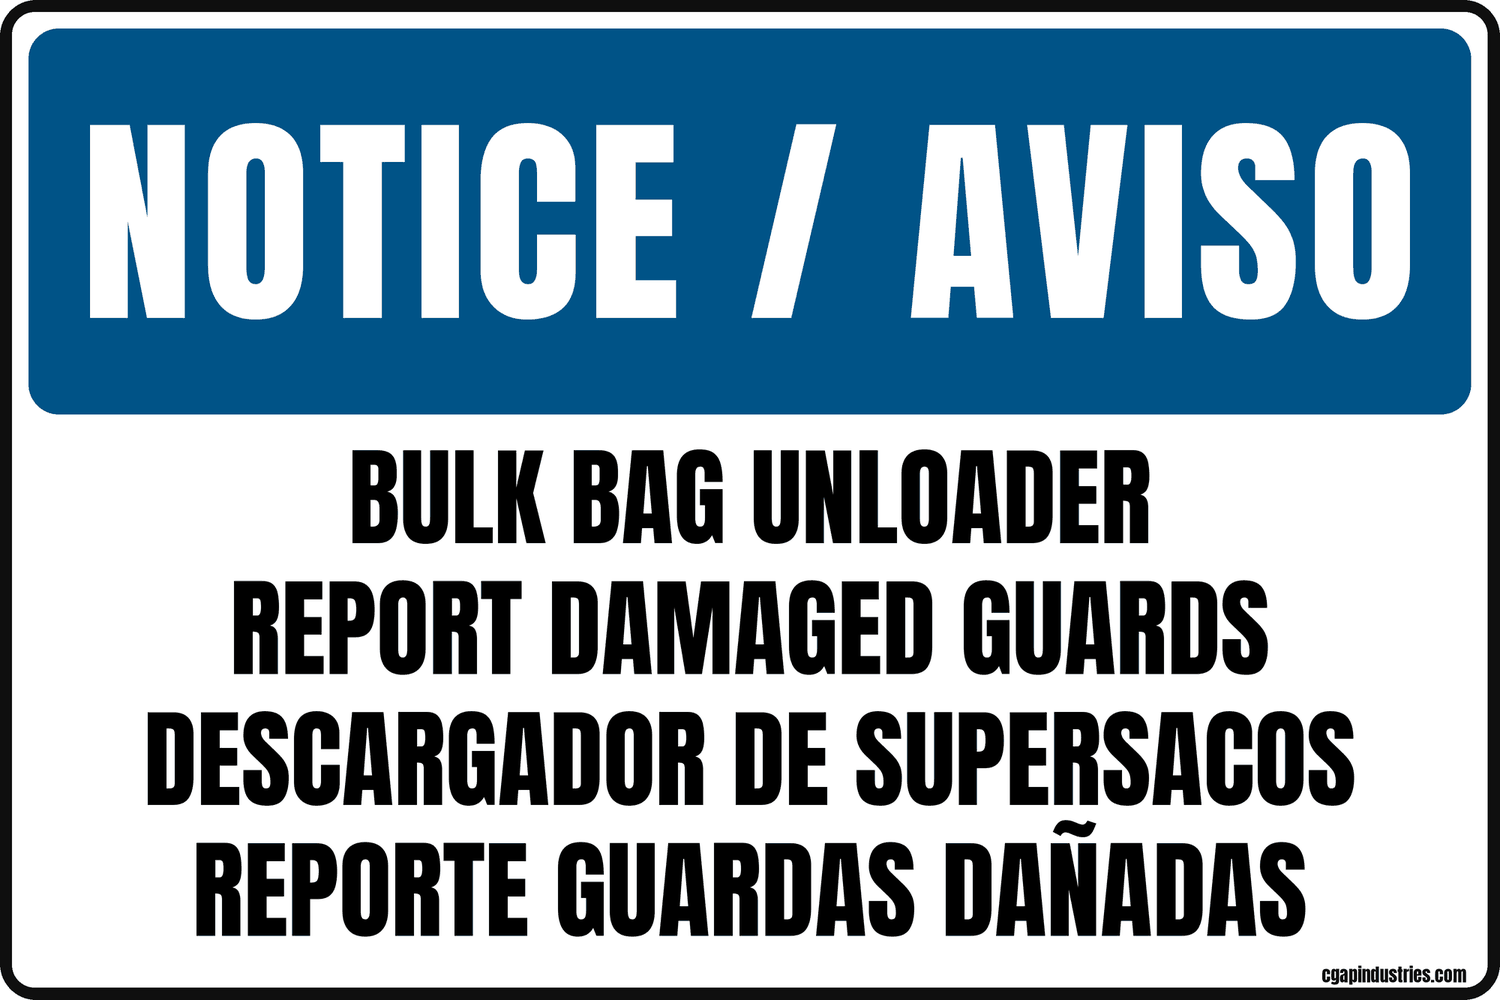 NOTICE / AVISO
BULK BAG UNLOADER
REPORT DAMAGED GUARDS
DESCARGADOR DE SUPERSACOS
REPORTE GUARDAS DAÑADAS
cgapindustries.com